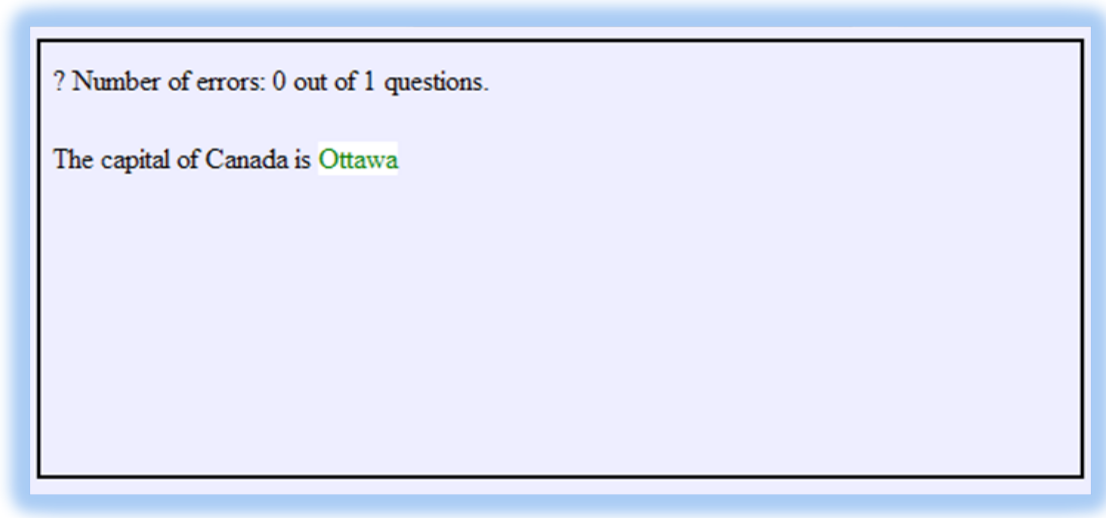 ? Number of errors: 0 out of 1 questions.
The capital of Canada is Ottawa